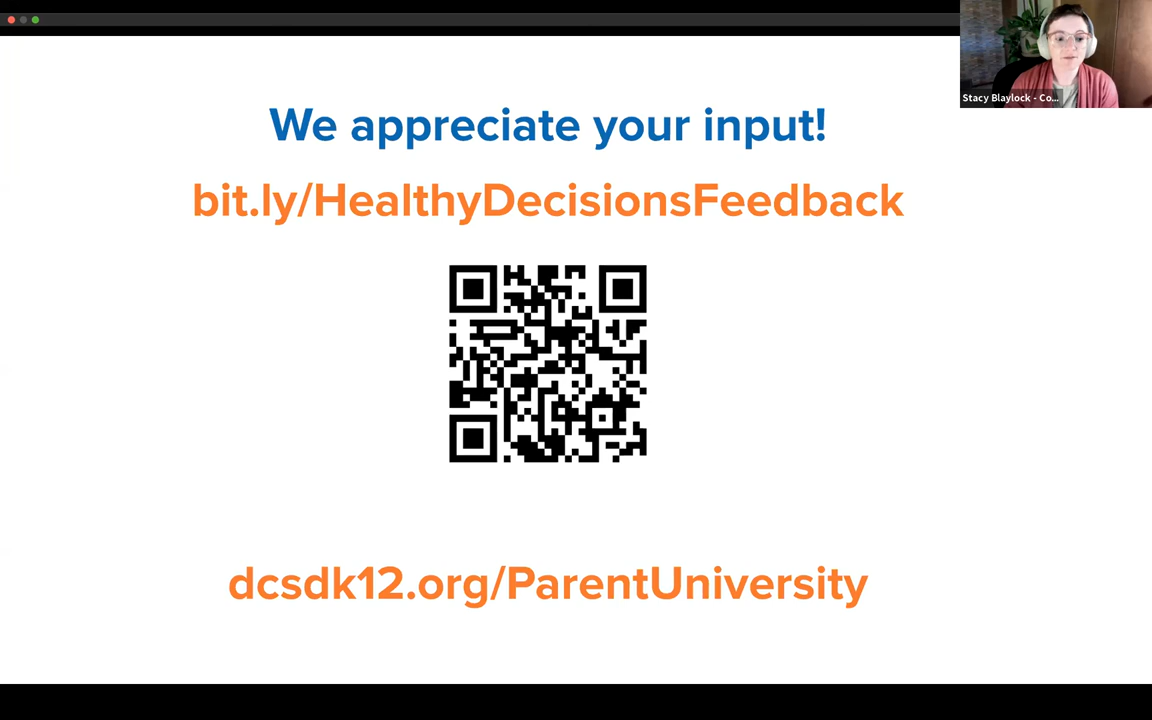 We appreciate your input!
bit.ly/HealthyDecisionsFeedback
dcsdk12.org/ParentUniversity
Stacy Blaylock - Co...